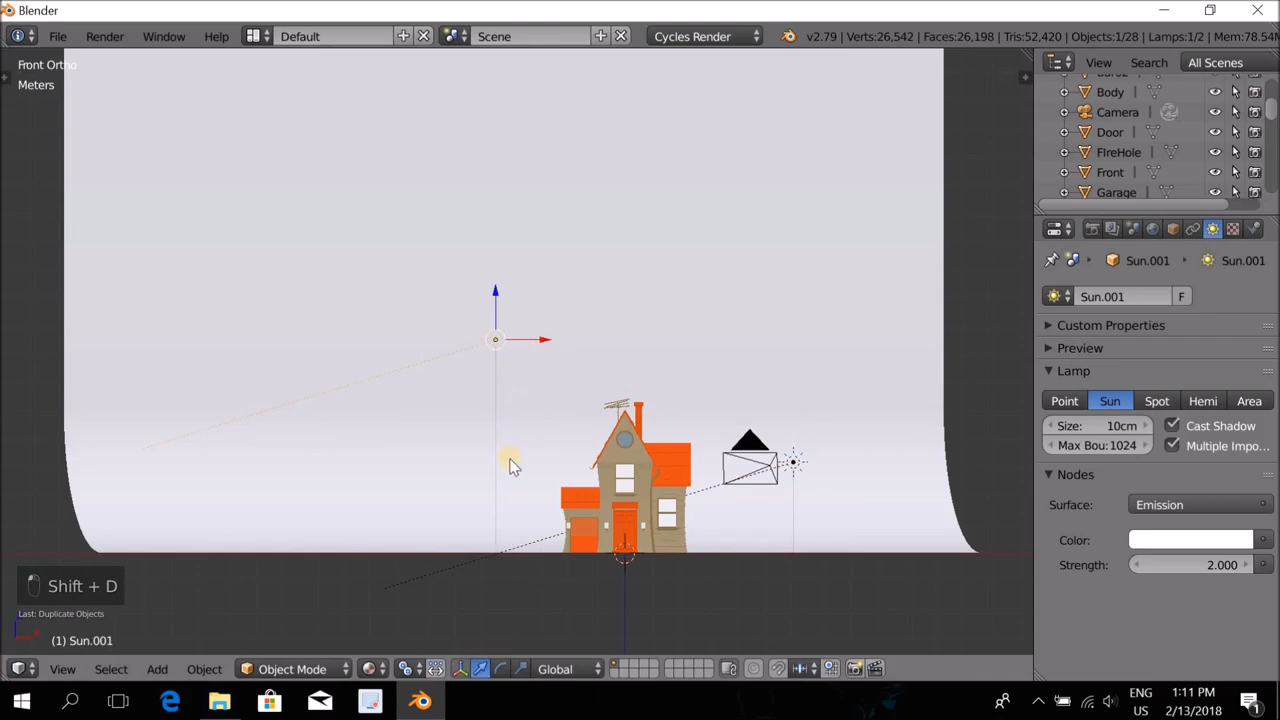 Blender
File Render Window Help Default Scene Cycles Render v2.79 | Verts:26,542 | Faces:26,198 | Tris:52,420 | Objects:1/28 | Lamps:1/2 | Mem:78.54M
Front Ortho
Meters
View Search All Scenes
Body
Camera
Door
FIreHole
Front
Garage
Sun.001 Sun.001
Sun.001 F
Custom Properties
Preview
Lamp
Point Sun Spot Hemi Area
Size: 10cm Cast Shadow
Max Bou: 1024 Multiple Impo...
Nodes
Surface: Emission
Color:
Strength: 2.000
Shift + D
Last: Duplicate Objects
(1) Sun.001
View Select Add Object Object Mode Global
ENG 1:11 PM
US 2/13/2018